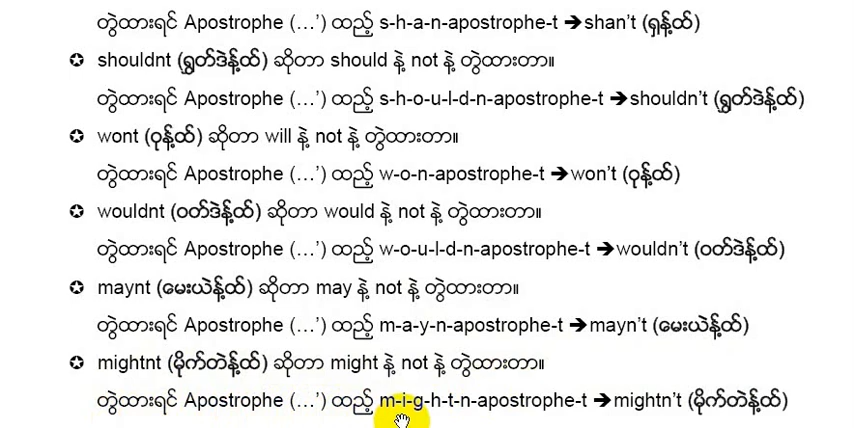 တွဲထားရင် Apostrophe (…’) ထည့် s-h-a-n-apostrophe-t ➔shan’t (ရှန့်ထ်)
✪ shouldnt (ရှွတ်ဒဲန့်ထ်) ဆိုတာ should နဲ့ not နဲ့ တွဲထားတာ။
တွဲထားရင် Apostrophe (…’) ထည့် s-h-o-u-l-d-n-apostrophe-t ➔shouldn’t (ရှွတ်ဒဲန့်ထ်)
✪ wont (ဝုန့်ထ်) ဆိုတာ will နဲ့ not နဲ့ တွဲထားတာ။
တွဲထားရင် Apostrophe (…’) ထည့် w-o-n-apostrophe-t ➔won’t (ဝုန့်ထ်)
✪ wouldnt (ဝတ်ဒဲန့်ထ်) ဆိုတာ would နဲ့ not နဲ့ တွဲထားတာ။
တွဲထားရင် Apostrophe (…’) ထည့် w-o-u-l-d-n-apostrophe-t ➔wouldn’t (ဝတ်ဒဲန့်ထ်)
✪ maynt (မေးယဲန့်ထ်) ဆိုတာ may နဲ့ not နဲ့ တွဲထားတာ။
တွဲထားရင် Apostrophe (…’) ထည့် m-a-y-n-apostrophe-t ➔mayn’t (မေးယဲန့်ထ်)
✪ mightnt (မိုက်တဲန့်ထ်) ဆိုတာ might နဲ့ not နဲ့ တွဲထားတာ။
တွဲထားရင် Apostrophe (…’) ထည့် m-i-g-h-t-n-apostrophe-t ➔mightn’t (မိုက်တဲန့်ထ်)